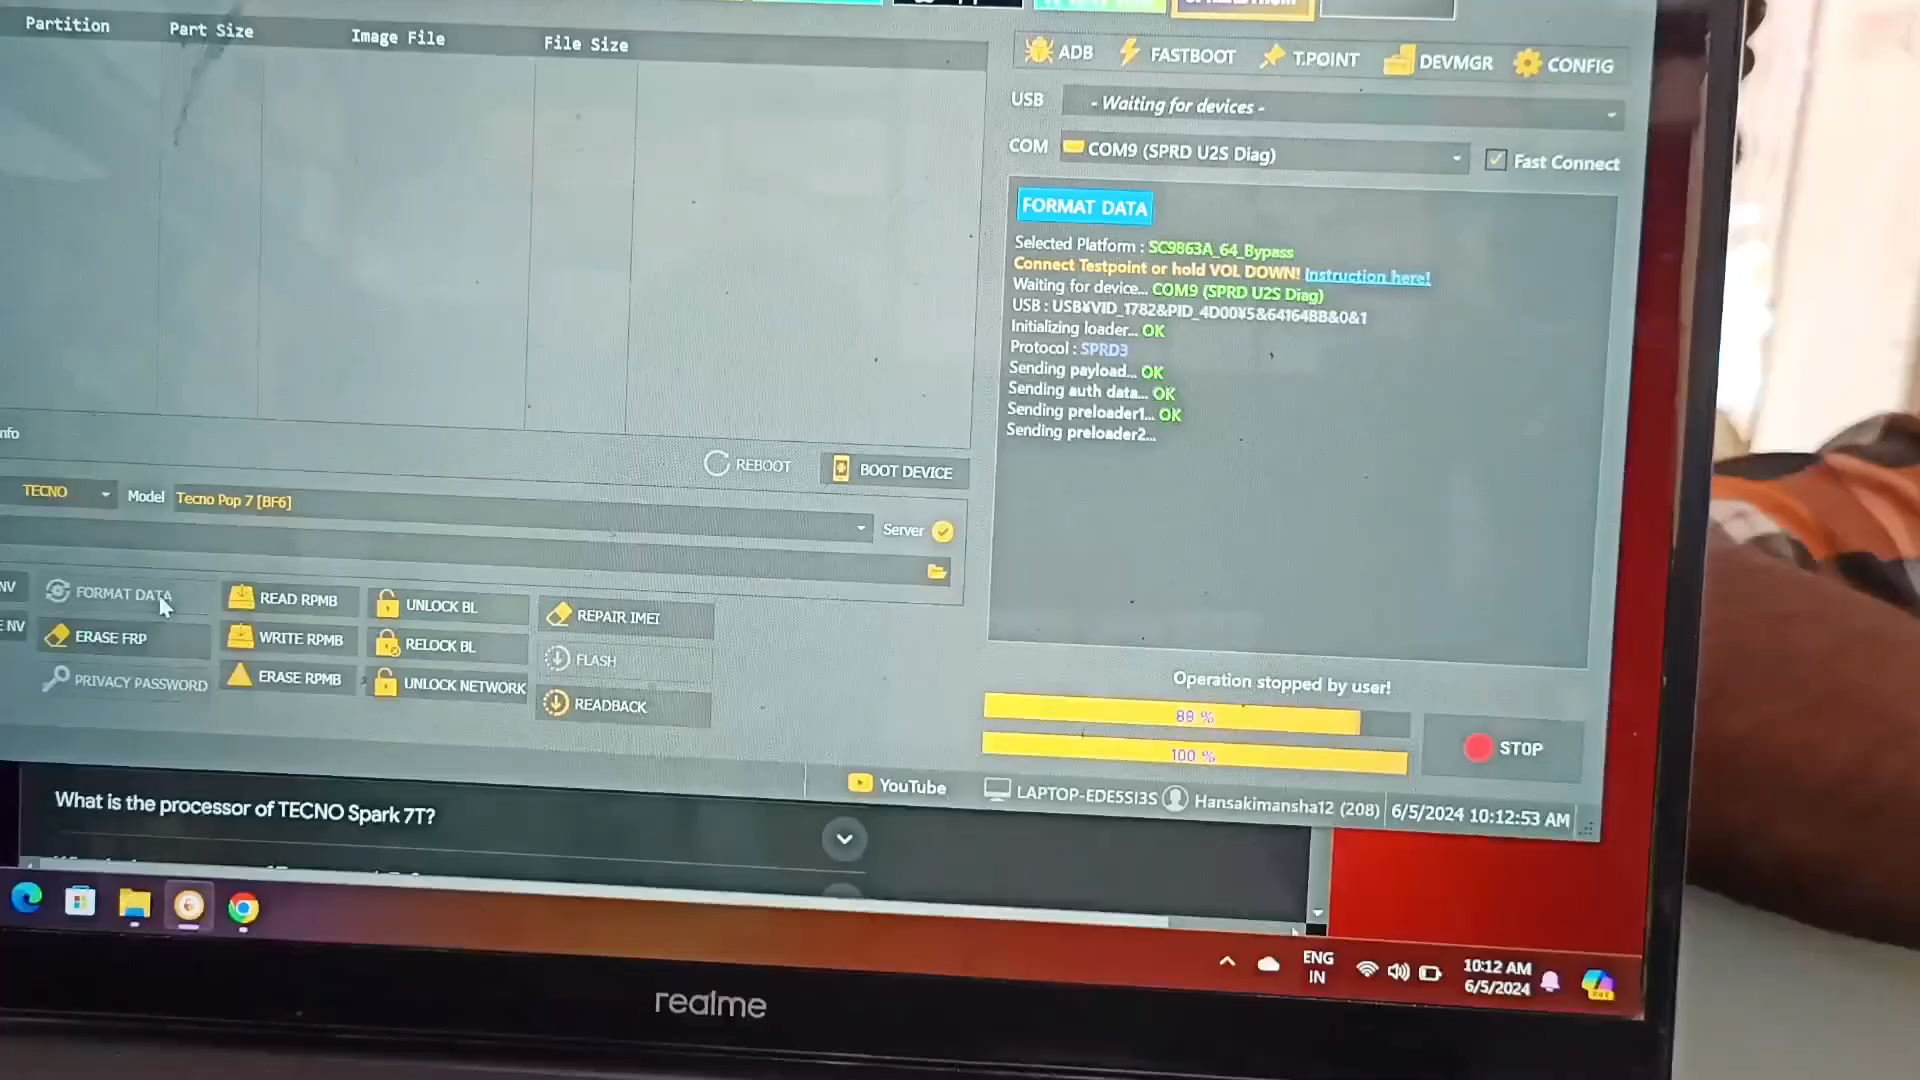 Partition Part Size Image File File Size
ADB FASTBOOT T.POINT DEVMGR CONFIG
USB - Waiting for devices -
COM COM9 (SPRD U2S Diag) Fast Connect
FORMAT DATA
Selected Platform : SC9863A_64_Bypass
Connect Testpoint or hold VOL DOWN! Instruction here!
Waiting for device... COM9 (SPRD U2S Diag)
USB : USB¥VID_1782&PID_4D00¥5&64164BB&0&1
Initializing loader... OK
Protocol : SPRD3
Sending payload... OK
Sending auth data... OK
Sending preloader1... OK
Sending preloader2...
nfo
REBOOT BOOT DEVICE
TECNO Model Tecno Pop 7 [BF6]
Server
NV FORMAT DATA READ RPMB UNLOCK BL REPAIR IMEI
E NV ERASE FRP WRITE RPMB RELOCK BL FLASH
PRIVACY PASSWORD ERASE RPMB UNLOCK NETWORK READBACK
Operation stopped by user!
88 %
100 %
STOP
YouTube LAPTOP-EDE5SI3S Hansakimansha12 (208) 6/5/2024 10:12:53 AM
What is the processor of TECNO Spark 7T?
ENG
IN
10:12 AM
6/5/2024
realme